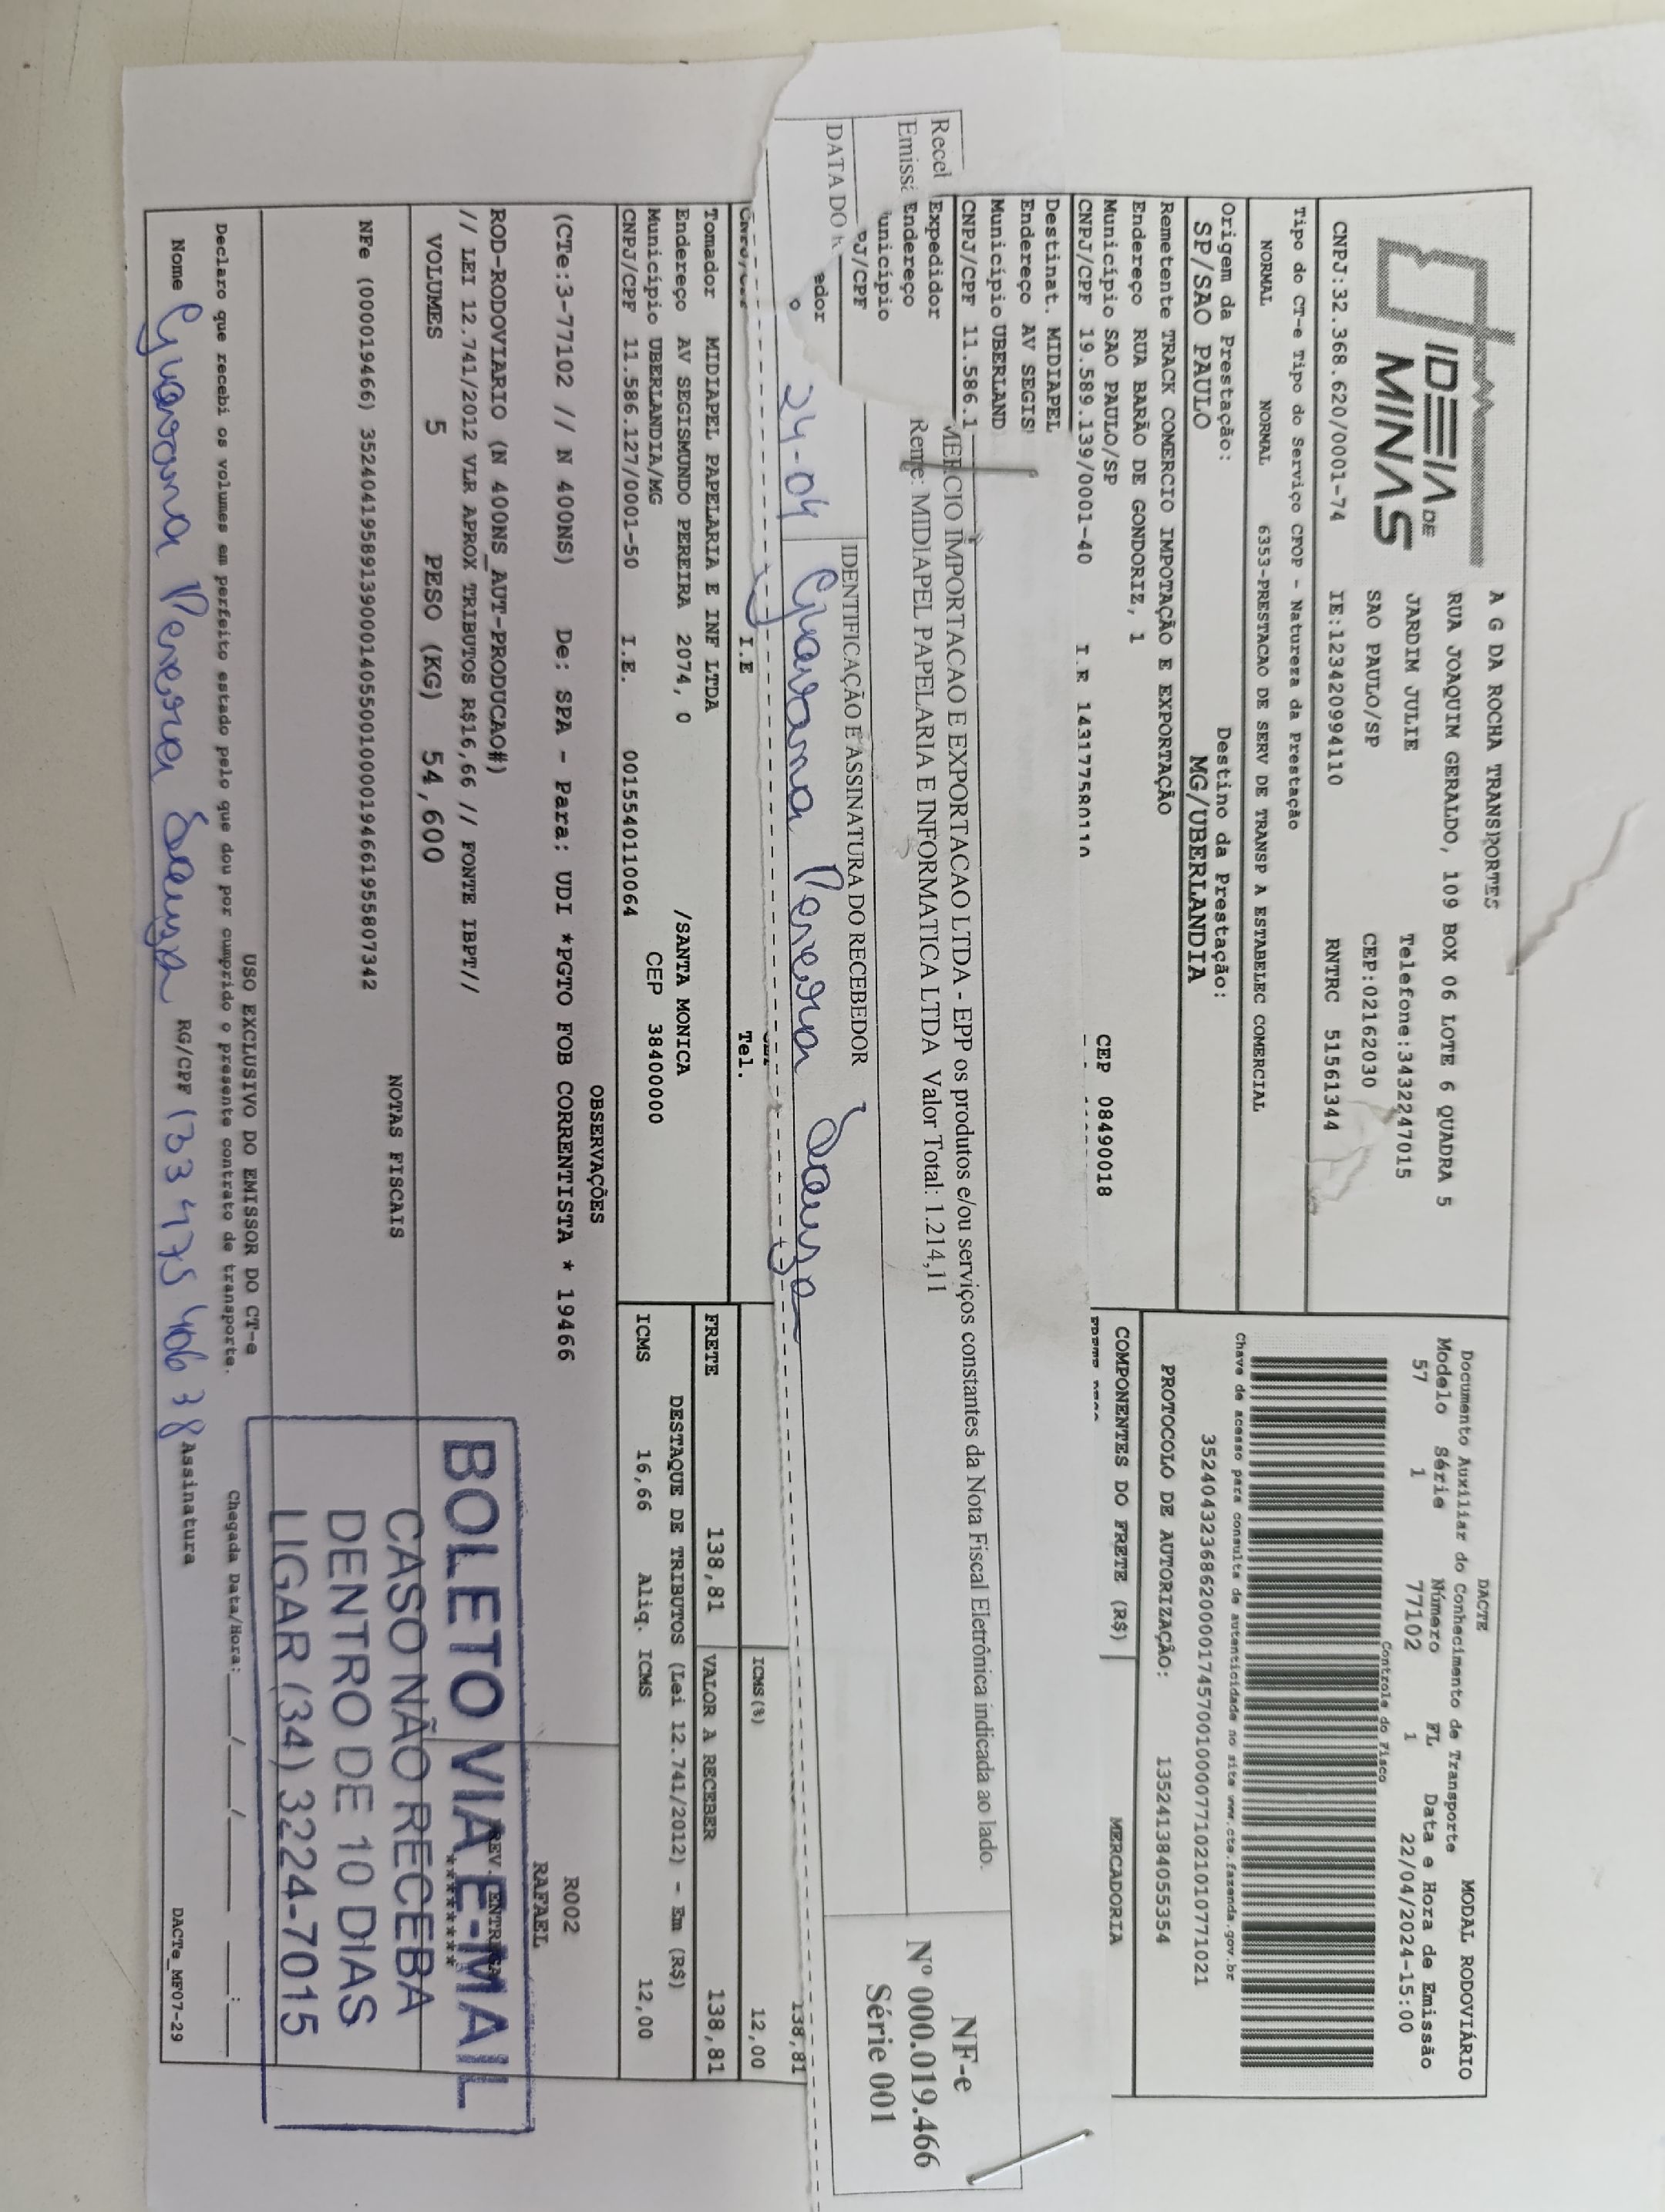 IDEIA DE
MINAS
A G DA ROCHA TRANSPORTES
RUA JOAQUIM GERALDO, 109 BOX 06 LOTE 6 QUADRA 5
JARDIM JULIE Telefone:3432247015
SAO PAULO/SP CEP:02162030
CNPJ:32.368.620/0001-74 IE:123420994110 RNTRC 51561344
DACTE MODAL RODOVIÁRIO
Documento Auxiliar do Conhecimento de Transporte
Modelo Série Número FL Data e Hora de Emissão
57 1 77102 1 22/04/2024-15:00
Controle do Fisco
Tipo do CT-e Tipo do Serviço CFOP - Natureza da Prestação
NORMAL NORMAL 6353-PRESTACAO DE SERV DE TRANSP A ESTABELEC COMERCIAL
Chave de acesso para consulta de autenticidade no site www.cte.fazenda.gov.br
35240432368620000174570010000771021010771021
Origem da Prestação: Destino da Prestação:
SP/SAO PAULO MG/UBERLANDIA
PROTOCOLO DE AUTORIZAÇÃO: 135241384055354
Remetente TRACK COMERCIO IMPOTAÇÃO E EXPORTAÇÃO
Endereço RUA BARÃO DE GONDORIZ, 1
Município SAO PAULO/SP CEP 08490018
CNPJ/CPF 19.589.139/0001-40 I.E 143177580110
COMPONENTES DO FRETE (R$) MERCADORIA
Destinat. MIDIAPEL
Endereço AV SEGIS
Município UBERLAND
CNPJ/CPF 11.586.1
Expedidor
Endereço
unicípio
PJ/CPF
edor
o
Recel
MERCIO IMPORTACAO E EXPORTACAO LTDA - EPP os produtos e/ou serviços constantes da Nota Fiscal Eletrônica indicada ao lado.
Emissã
MIDIAPEL PAPELARIA E INFORMATICA LTDA Valor Total: 1.214,11
NF-e
Nº 000.019.466
Série 001
DATA DO
IDENTIFICAÇÃO E ASSINATURA DO RECEBEDOR
24-04 Giovana Pereira Souza
I.E Tel.
138,81
ICMS(%) 12,00
Tomador MIDIAPEL PAPELARIA E INF LTDA
Endereço AV SEGISMUNDO PEREIRA 2074, 0 /SANTA MONICA
Município UBERLANDIA/MG CEP 38400000
CNPJ/CPF 11.586.127/0001-50 I.E. 0015540110064
FRETE 138,81 VALOR A RECEBER 138,81
DESTAQUE DE TRIBUTOS (Lei 12.741/2012) - Em (R$)
ICMS 16,66 Aliq. ICMS 12,00
OBSERVAÇÕES
(CTe:3-77102 // N 400NS) De: SPA - Para: UDI *PGTO FOB CORRENTISTA * 19466
R002
RAFAEL
ROD-RODOVIARIO (N 400NS_AUT-PRODUCAO#)
// LEI 12.741/2012 VLR APROX TRIBUTOS R$16,66 // FONTE IBPT//
VOLUMES 5 PESO (KG) 54,600
NOTAS FISCAIS
NFe (000019466) 35240419589139000140550010000194661955807342
BOLETO VIA E-MAIL
CASO NÃO RECEBA
DENTRO DE 10 DIAS
LIGAR (34) 3224-7015
USO EXCLUSIVO DO EMISSOR DO CT-e
Declaro que recebi os volumes em perfeito estado pelo que dou por cumprido o presente contrato de transporte.
Chegada Data/Hora:___/___/___ ___:___
Nome Giovana Pereira Souza RG/CPF 133 475 406 38 Assinatura
DACTe_MF07-29